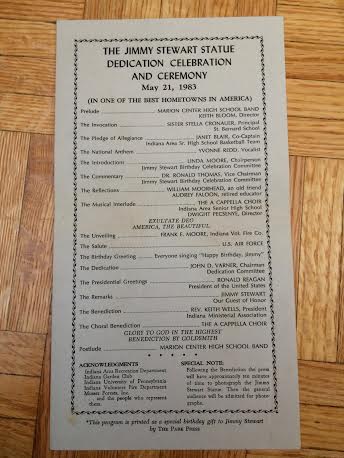 THE JIMMY STEWART STATUE
DEDICATION CELEBRATION
AND CEREMONY
May 21, 1983
(IN ONE OF THE BEST HOMETOWNS IN AMERICA)
Prelude .......... MARION CENTER HIGH SCHOOL BAND
KEITH BLOOM, Director
The Invocation .......... SISTER STELLA CRONAUER, Principal
St. Bernard School
The Pledge of Allegiance .......... JANET BLAIR, Co-Captain
Indiana Area Sr. High School Basketball Team
The National Anthem .......... YVONNE REDD, Vocalist
The Introductions .......... LINDA MOORE, Chairperson
Jimmy Stewart Birthday Celebration Committee
The Commentary .......... DR. RONALD THOMAS, Vice Chairman
Jimmy Stewart Birthday Celebration Committee
The Reflections .......... WILLIAM MOORHEAD, an old friend
AUDREY FALOON, retired educator
The Musical Interlude .......... THE A CAPPELLA CHOIR
Indiana Area Senior High School
DWIGHT PECSENYE, Director
EXULTATE DEO
AMERICA, THE BEAUTIFUL
The Unveiling .......... FRANK E. MOORE, Indiana Vol. Fire Co.
The Salute .......... U.S. AIR FORCE
The Birthday Greeting .......... Everyone singing "Happy Birthday, Jimmy"
The Dedication .......... JOHN D. VARNER, Chairman
Dedication Committee
The Presidential Greetings .......... RONALD REAGAN
President of the United States
The Remarks .......... JIMMY STEWART
Our Guest of Honor
The Benediction .......... REV. KEITH WELLS, President
Indiana Ministerial Association
The Choral Benediction .......... THE A CAPPELLA CHOIR
GLORY TO GOD IN THE HIGHEST
BENEDICTION BY GOLDSMITH
Postlude .......... MARION CENTER HIGH SCHOOL BAND
* * * * *
ACKNOWLEDGMENTS
Indiana Area Recreation Department
Indiana Garden Club
Indiana University of Pennsylvania
Indiana Volunteer Fire Department
Musser Forests, Inc.
. . . and the people who represent
them.
SPECIAL NOTE:
Following the Benediction the press
will have approximately ten minutes
of time to photograph the Jimmy
Stewart Statue. Then the general
audience will be admitted for photo-
graphs.
*This program is printed as a special birthday gift to Jimmy Stewart
by THE PARK PRESS